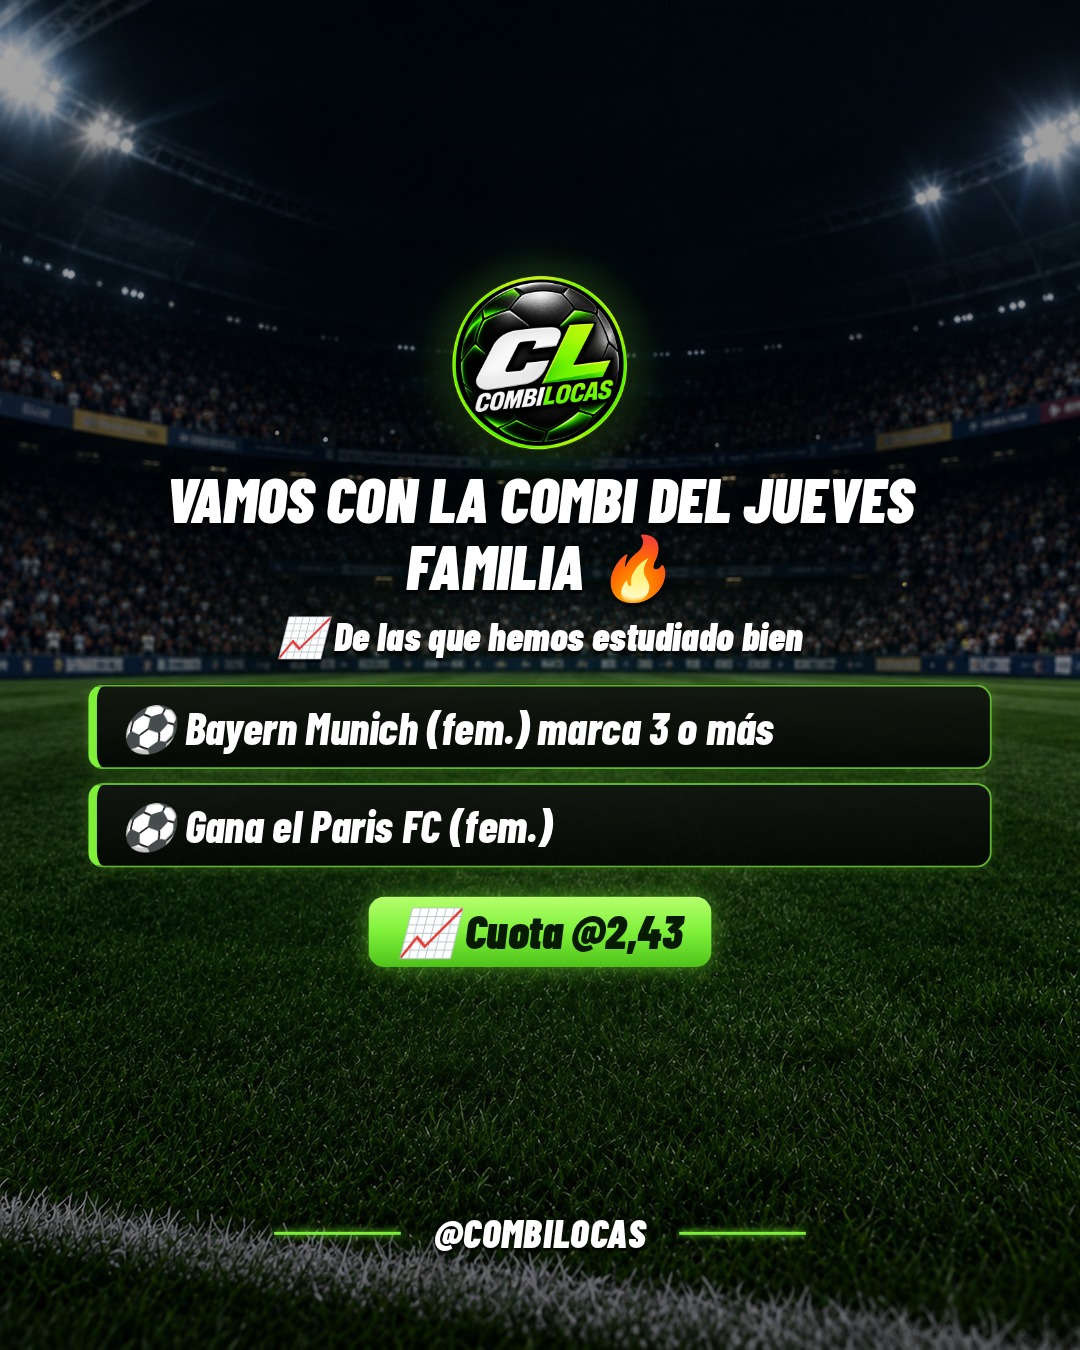 CL
COMBILOCAS
VAMOS CON LA COMBI DEL JUEVES
FAMILIA 🔥
📈 De las que hemos estudiado bien
⚽ Bayern Munich (fem.) marca 3 o más
⚽ Gana el Paris FC (fem.)
📈 Cuota @2,43
@COMBILOCAS